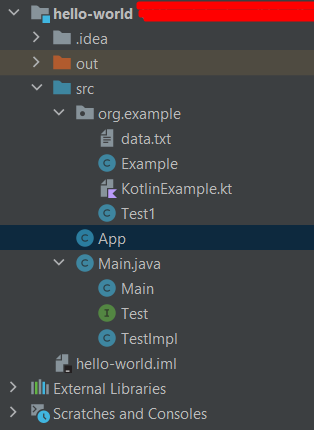 hello-world
.idea
out
src
org.example
data.txt
Example
KotlinExample.kt
Test1
App
Main.java
Main
Test
TestImpl
hello-world.iml
External Libraries
Scratches and Consoles